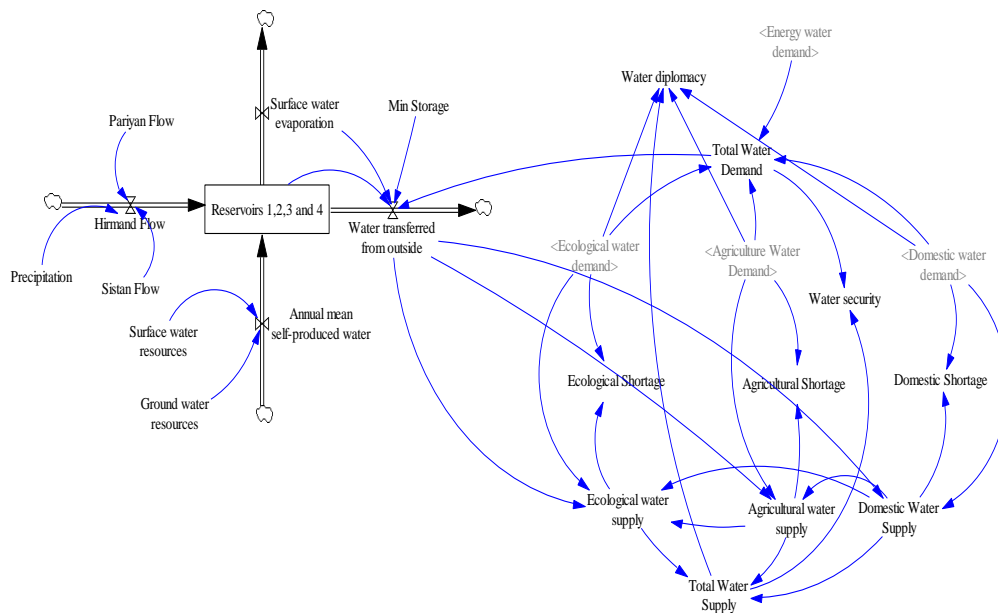 <Energy water
demand>
Water diplomacy
Surface water
evaporation
Min Storage
Pariyan Flow
Total Water
Demand
Reservoirs 1,2,3 and 4
Hirmand Flow
Water transferred
from outside
<Ecological water
demand>
<Agriculture Water
Demand>
<Domestic water
demand>
Precipitation
Sistan Flow
Water security
Surface water
resources
Annual mean
self-produced water
Ecological Shortage
Agricultural Shortage
Domestic Shortage
Ground water
resources
Ecological water
supply
Agricultural water
supply
Domestic Water
Supply
Total Water
Supply